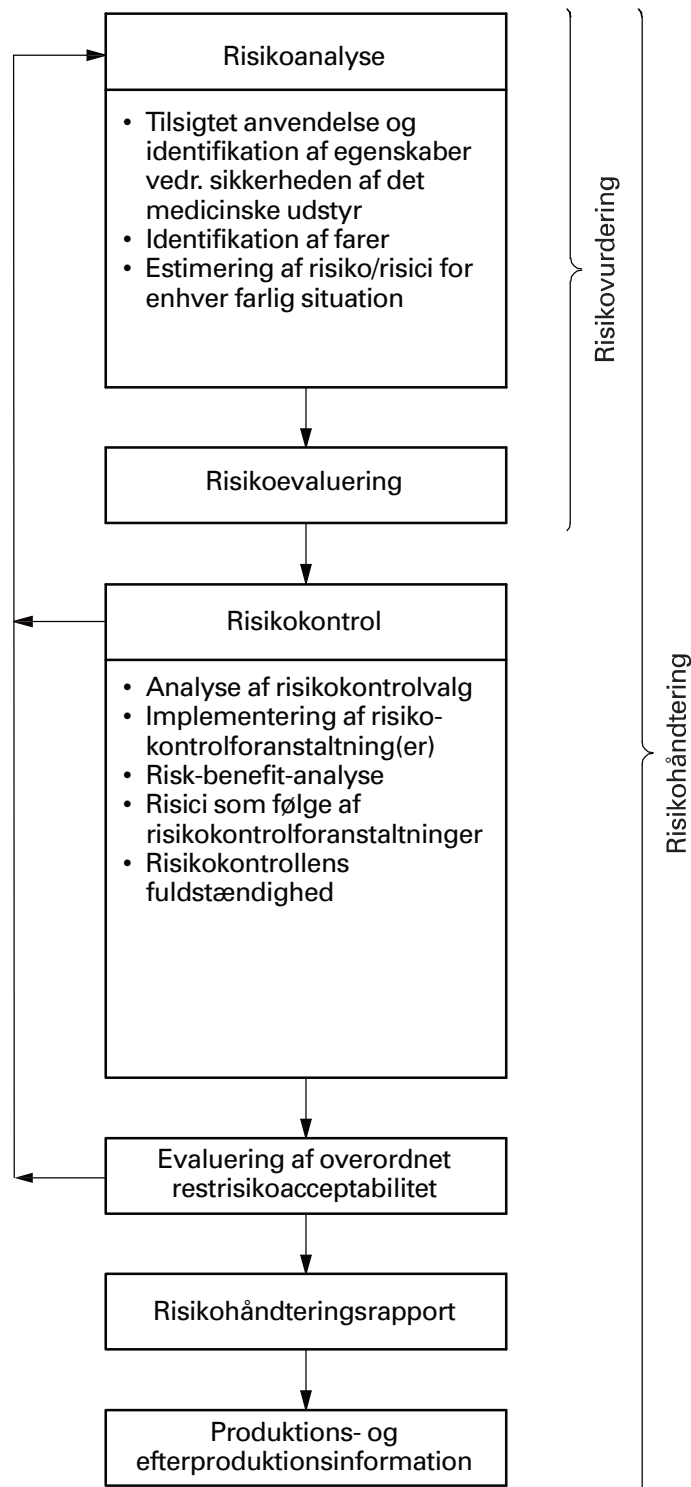 Risikoanalyse
• Tilsigtet anvendelse og
identifikation af egenskaber
vedr. sikkerheden af det
medicinske udstyr
• Identifikation af farer
• Estimering af risiko/risici for
enhver farlig situation
Risikoevaluering
Risikovurdering
Risikokontrol
• Analyse af risikokontrolvalg
• Implementering af risiko-
kontrolforanstaltning(er)
• Risk-benefit-analyse
• Risici som følge af
risikokontrolforanstaltninger
• Risikokontrollens
fuldstændighed
Evaluering af overordnet
restrisikoacceptabilitet
Risikohåndteringsrapport
Produktions- og
efterproduktionsinformation
Risikohåndtering